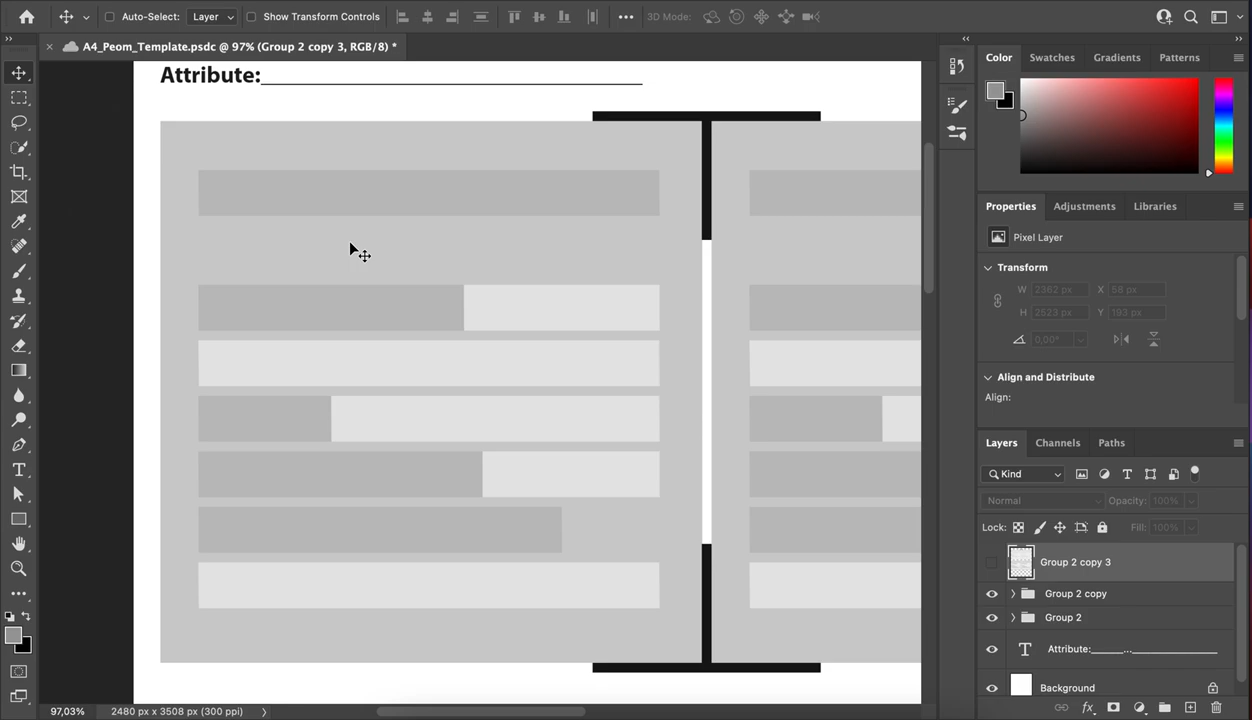 Auto-Select: Layer Show Transform Controls 3D Mode:
A4_Peom_Template.psdc @ 97% (Group 2 copy 3, RGB/8) *
Attribute:
Color Swatches Gradients Patterns
Properties Adjustments Libraries
Pixel Layer
Transform
W 2362 px X 58 px
H 2523 px Y 193 px
0,00°
Align and Distribute
Align:
Layers Channels Paths
Kind
Normal Opacity: 100%
Lock: Fill: 100%
Group 2 copy 3
Group 2 copy
Group 2
T Attribute:______..._________________
Background
97,03% 2480 px x 3508 px (300 ppi)